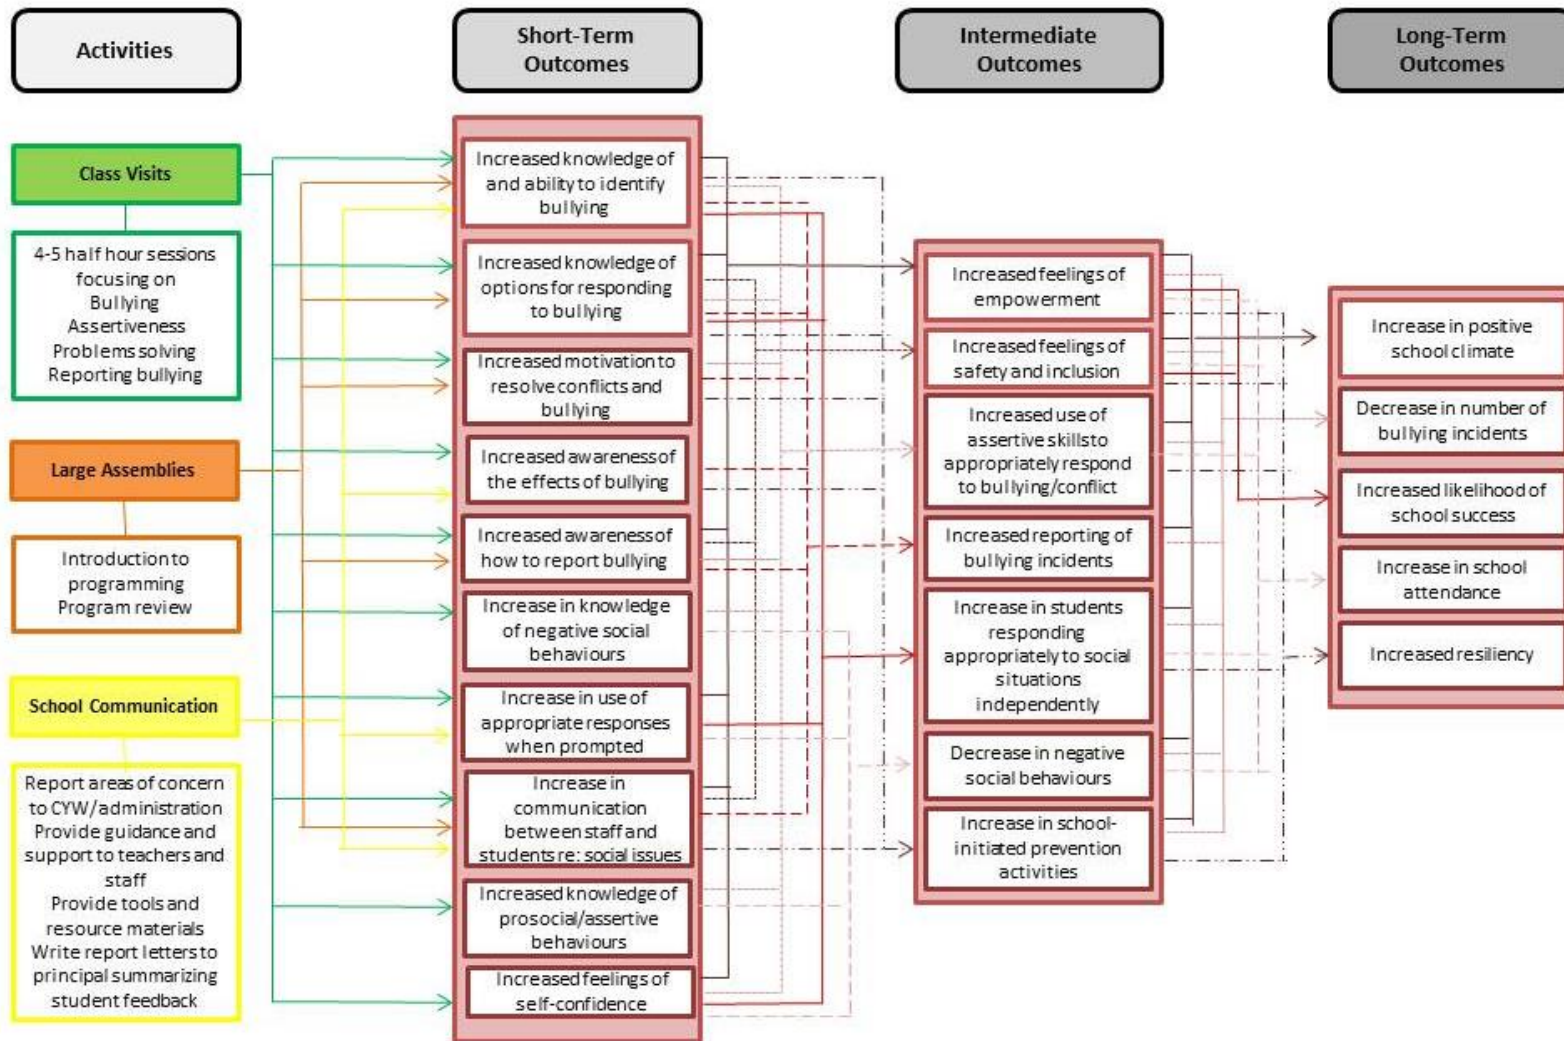 Activities
Short-Term
Outcomes
Intermediate
Outcomes
Long-Term
Outcomes
Class Visits
4-5 half hour sessions
focusing on
Bullying
Assertiveness
Problems solving
Reporting bullying
Large Assemblies
Introduction to
programming
Program review
School Communication
Report areas of concern
to CYW/administration
Provide guidance and
support to teachers and
staff
Provide tools and
resource materials
Write report letters to
principal summarizing
student feedback
Increased knowledge of
and ability to identify
bullying
Increased knowledge of
options for responding
to bullying
Increased motivation to
resolve conflicts and
bullying
Increased awareness of
the effects of bullying
Increased awareness of
how to report bullying
Increase in knowledge
of negative social
behaviours
Increase in use of
appropriate responses
when prompted
Increase in
communication
between staff and
students re: social issues
Increased knowledge of
prosocial/assertive
behaviours
Increased feelings of
self-confidence
Increased feelings of
empowerment
Increased feelings of
safety and inclusion
Increased use of
assertive skills to
appropriately respond
to bullying/conflict
Increased reporting of
bullying incidents
Increase in students
responding
appropriately to social
situations
independently
Decrease in negative
social behaviours
Increase in school-
initiated prevention
activities
Increase in positive
school climate
Decrease in number of
bullying incidents
Increased likelihood of
school success
Increase in school
attendance
Increased resiliency